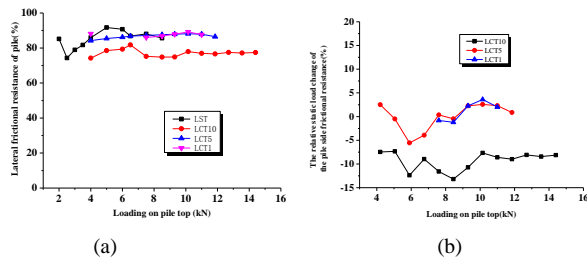 Lateral frictional resistance of pile(%)
100
80
60
40
20
0
LST
LCT10
LCT5
LCT1
2 4 6 8 10 12 14 16
Loading on pile top (kN)
(a)
The relative static load change of
the pile side frictional resistance(%)
20
15
10
5
0
-5
-10
-15
LCT10
LCT5
LCT1
4 6 8 10 12 14 16
Loading on pile top(kN)
(b)